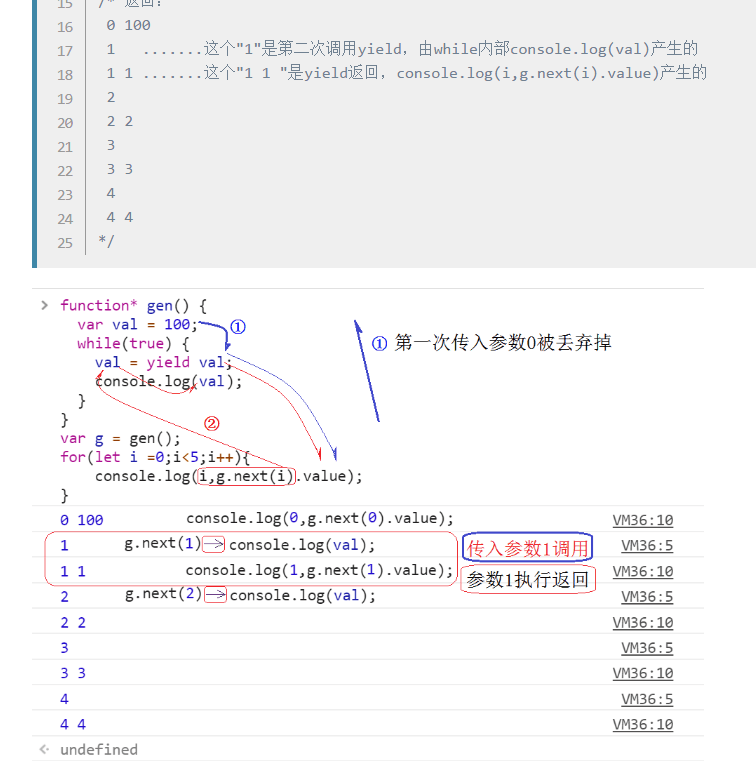 15 /* 返回:
16 0 100
17 1 .......这个"1"是第二次调用yield, 由while内部console.log(val)产生的
18 1 1 .......这个"1 1 "是yield返回, console.log(i,g.next(i).value)产生的
19 2
20 2 2
21 3
22 3 3
23 4
24 4 4
25 */
> function* gen() {
var val = 100; ①
while(true) {
① 第一次传入参数0被丢弃掉
val = yield val;
console.log(val);
}
}
②
var g = gen();
for(let i =0;i<5;i++){
console.log(i,g.next(i).value);
}
0 100 console.log(0,g.next(0).value); VM36:10
1 g.next(1)—>console.log(val); 传入参数1调用 VM36:5
1 1 console.log(1,g.next(1).value); 参数1执行返回 VM36:10
2 g.next(2)—>console.log(val); VM36:5
2 2 VM36:10
3 VM36:5
3 3 VM36:10
4 VM36:5
4 4 VM36:10
undefined